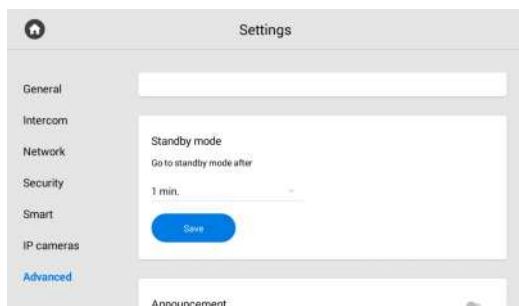 Settings
General
Intercom
Network
Security
Smart
IP cameras
Advanced
Standby mode
Go to standby mode after
1 min.
Save
Announcement